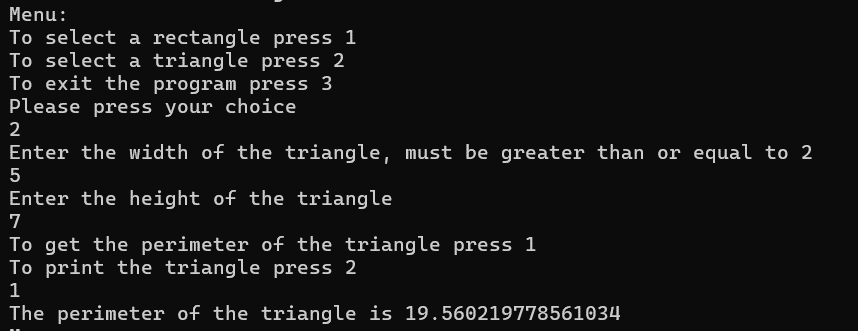 Menu:
To select a rectangle press 1
To select a triangle press 2
To exit the program press 3
Please press your choice
2
Enter the width of the triangle, must be greater than or equal to 2
5
Enter the height of the triangle
7
To get the perimeter of the triangle press 1
To print the triangle press 2
1
The perimeter of the triangle is 19.560219778561034